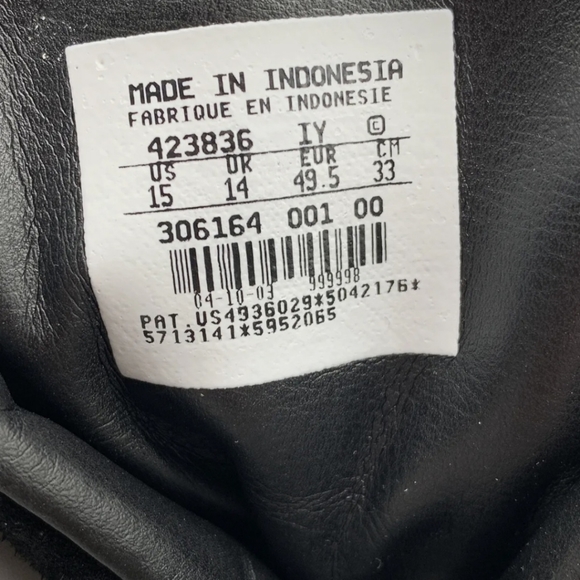 MADE IN INDONESIA
FABRIQUE EN INDONESIE
423836 IY ©
US UK EUR CM
15 14 49.5 33
306164 001 00
04-10-03 999998
PAT.US4936029*5042176*
5713141*5952065